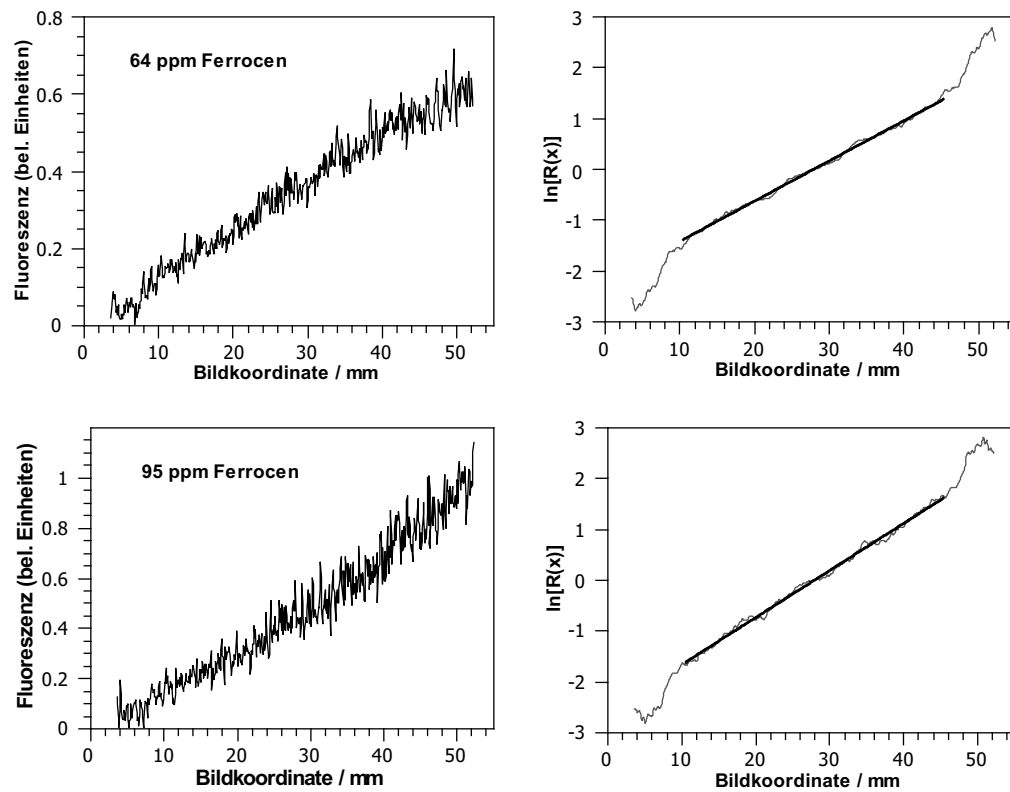 0.8
64 ppm Ferrocen
0.6
0.4
0.2
0
Fluoreszenz (bel. Einheiten)
0 10 20 30 40 50
Bildkoordinate / mm
3
2
1
0
-1
-2
-3
ln[R(x)]
0 10 20 30 40 50
Bildkoordinate / mm
95 ppm Ferrocen
1
0.8
0.6
0.4
0.2
0
Fluoreszenz (bel. Einheiten)
0 10 20 30 40 50
Bildkoordinate / mm
3
2
1
0
-1
-2
-3
ln[R(x)]
0 10 20 30 40 50
Bildkoordinate / mm